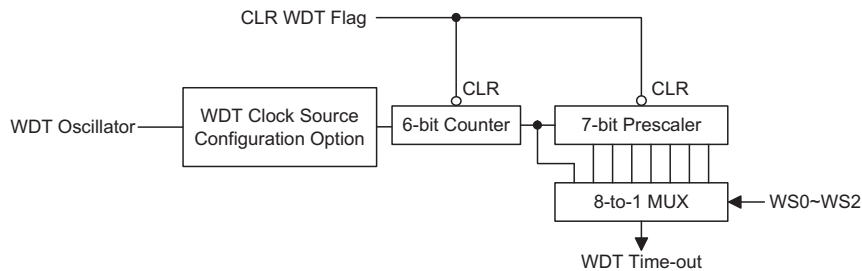 CLR WDT Flag
CLR
CLR
WDT Oscillator
WDT Clock Source
Configuration Option
6-bit Counter
7-bit Prescaler
8-to-1 MUX
WS0~WS2
WDT Time-out